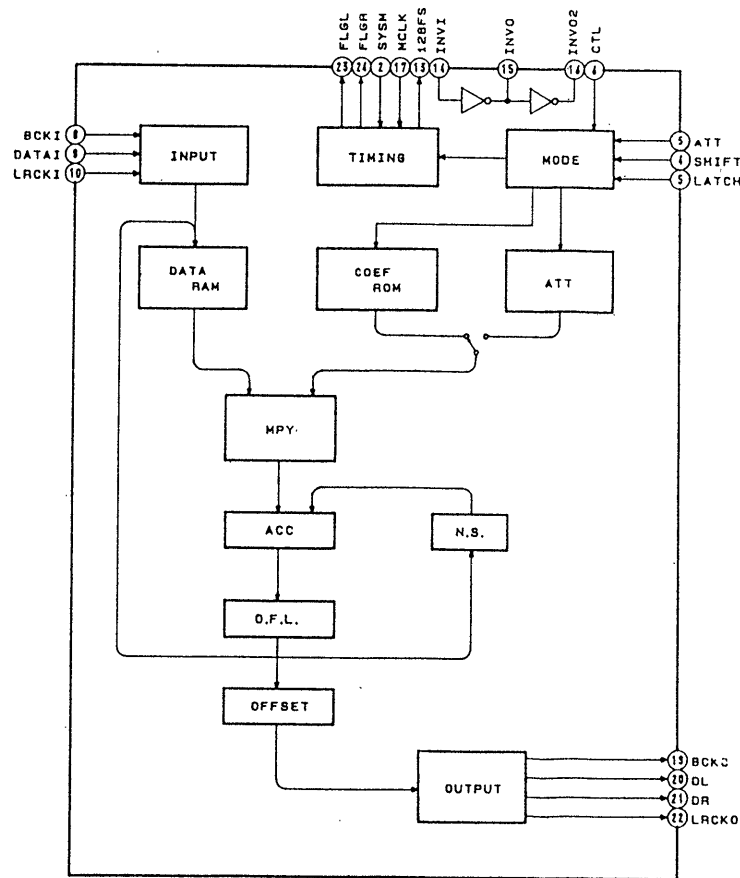 FLGL
FLGR
SYSM
MCLK
128FS
INVI
INVO
INVO2
CTL
23
24
2
17
13
14
15
16
6
BCKI 8
DATAI 9
LRCKI 10
INPUT
TIMING
MODE
5 ATT
4 SHIFT
5 LATCH
DATA
RAM
COEF
ROM
ATT
MPY
ACC
N.S.
O.F.L.
OFFSET
OUTPUT
19
20 DL
21 DR
22 LRCKO